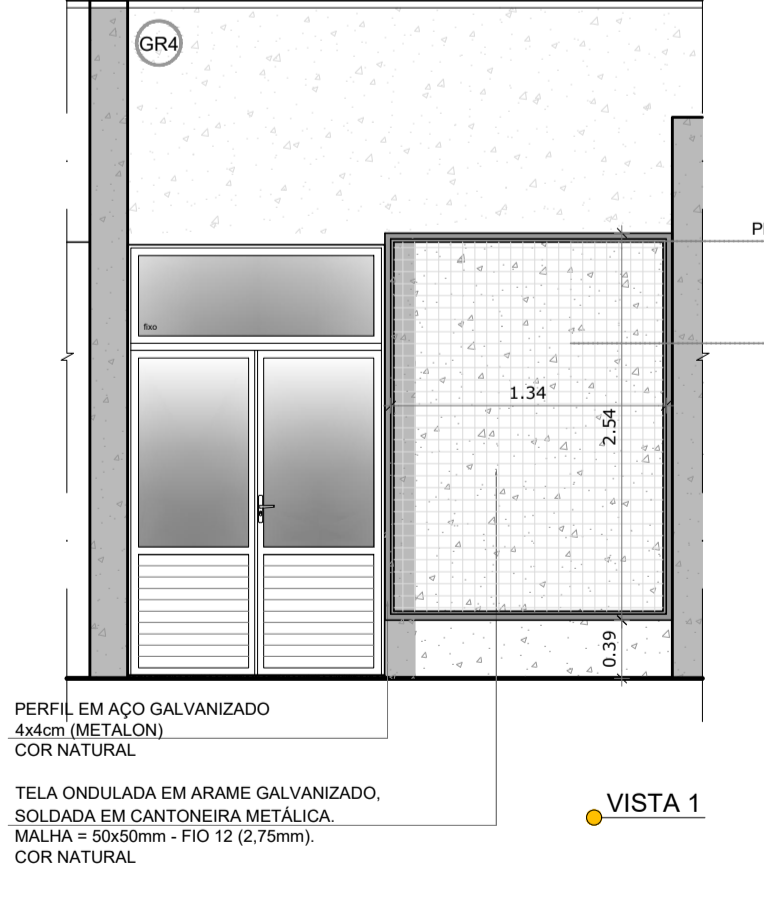 GR4
fixo
1.34
2.54
0.39
PERFIL EM AÇO GALVANIZADO
4x4cm (METALON)
COR NATURAL
TELA ONDULADA EM ARAME GALVANIZADO,
SOLDADA EM CANTONEIRA METÁLICA.
MALHA = 50x50mm - FIO 12 (2,75mm).
COR NATURAL
VISTA 1